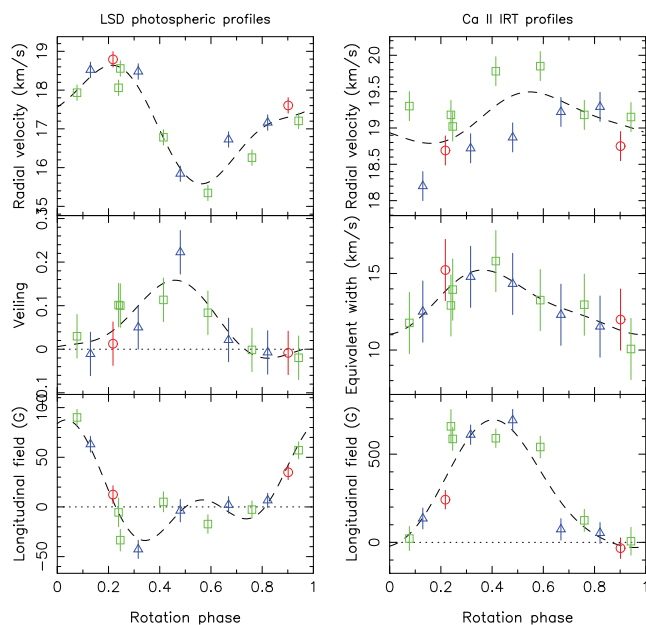 LSD photospheric profiles
Ca II IRT profiles
Radial velocity (km/s)
15 16 17 18 19
Radial velocity (km/s)
18 18.5 19 19.5 20
Veiling
0.1 0 0.1 0.2
Equivalent width (km/s)
10 15
Longitudinal field (G)
−50 0 50 100
Longitudinal field (G)
0 500
0 0.2 0.4 0.6 0.8 1
0 0.2 0.4 0.6 0.8 1
Rotation phase
Rotation phase